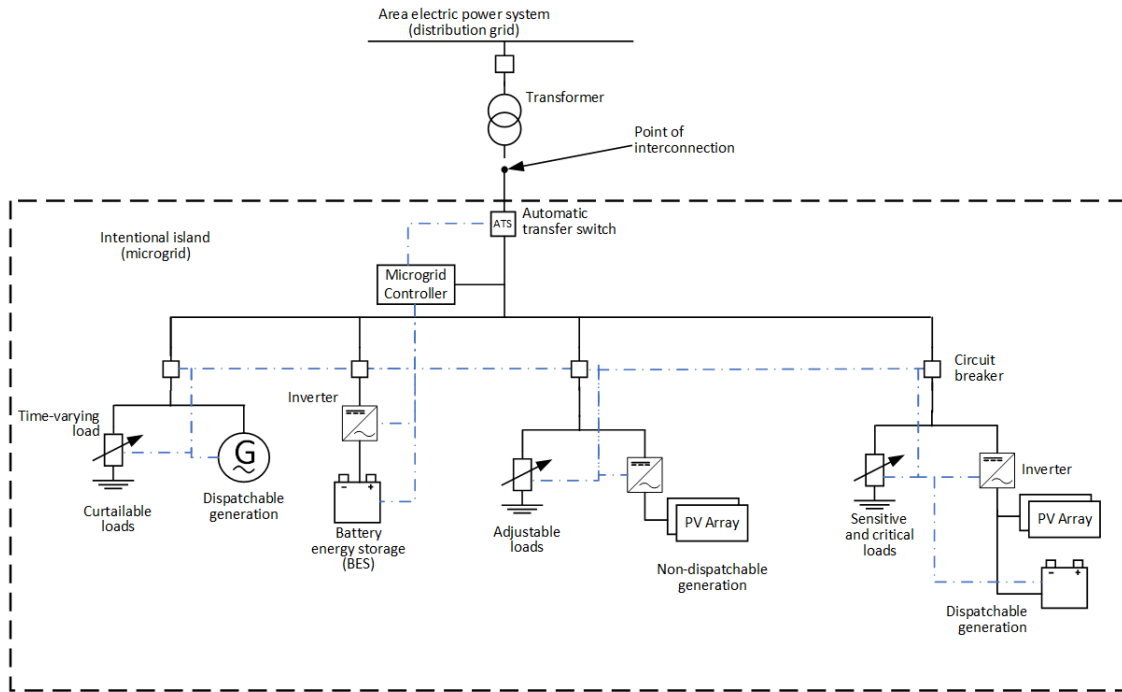 Area electric power system
(distribution grid)
Transformer
Point of
interconnection
ATS
Automatic
transfer switch
Intentional island
(microgrid)
Microgrid
Controller
Circuit
breaker
Inverter
Time-varying
load
G
Inverter
- +
Curtailable
loads
Dispatchable
generation
Battery
energy storage
(BES)
Adjustable
loads
PV Array
Non-dispatchable
generation
Sensitive
and critical
loads
PV Array
- +
Dispatchable
generation